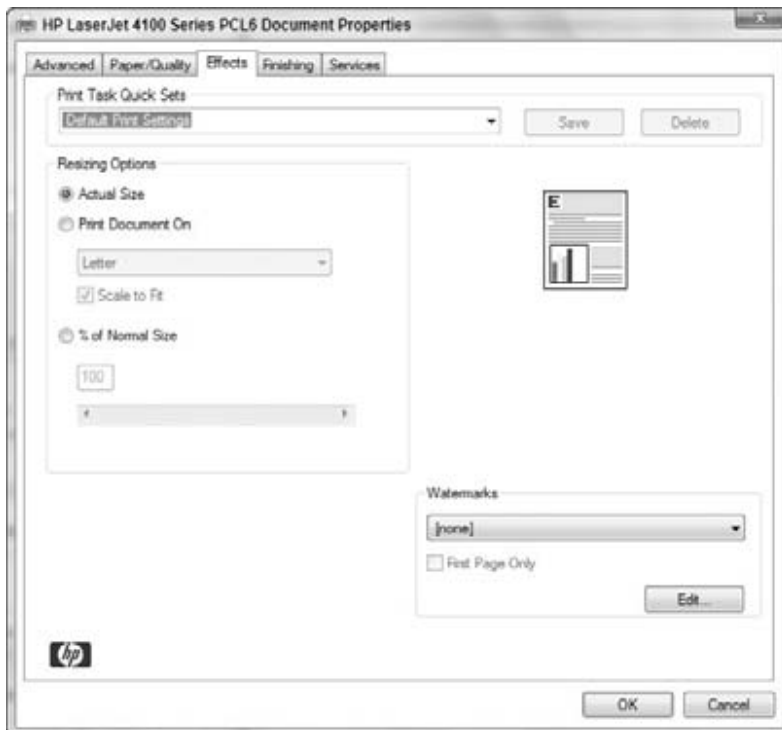 HP LaserJet 4100 Series PCL6 Document Properties
Advanced Paper/Quality Effects Finishing Services
Print Task Quick Sets
Default Print Settings Save Delete
Resizing Options
Actual Size
Print Document On
Letter
Scale to Fit
% of Normal Size
100
E
Watermarks
[none]
First Page Only
Edit...
hp
OK Cancel